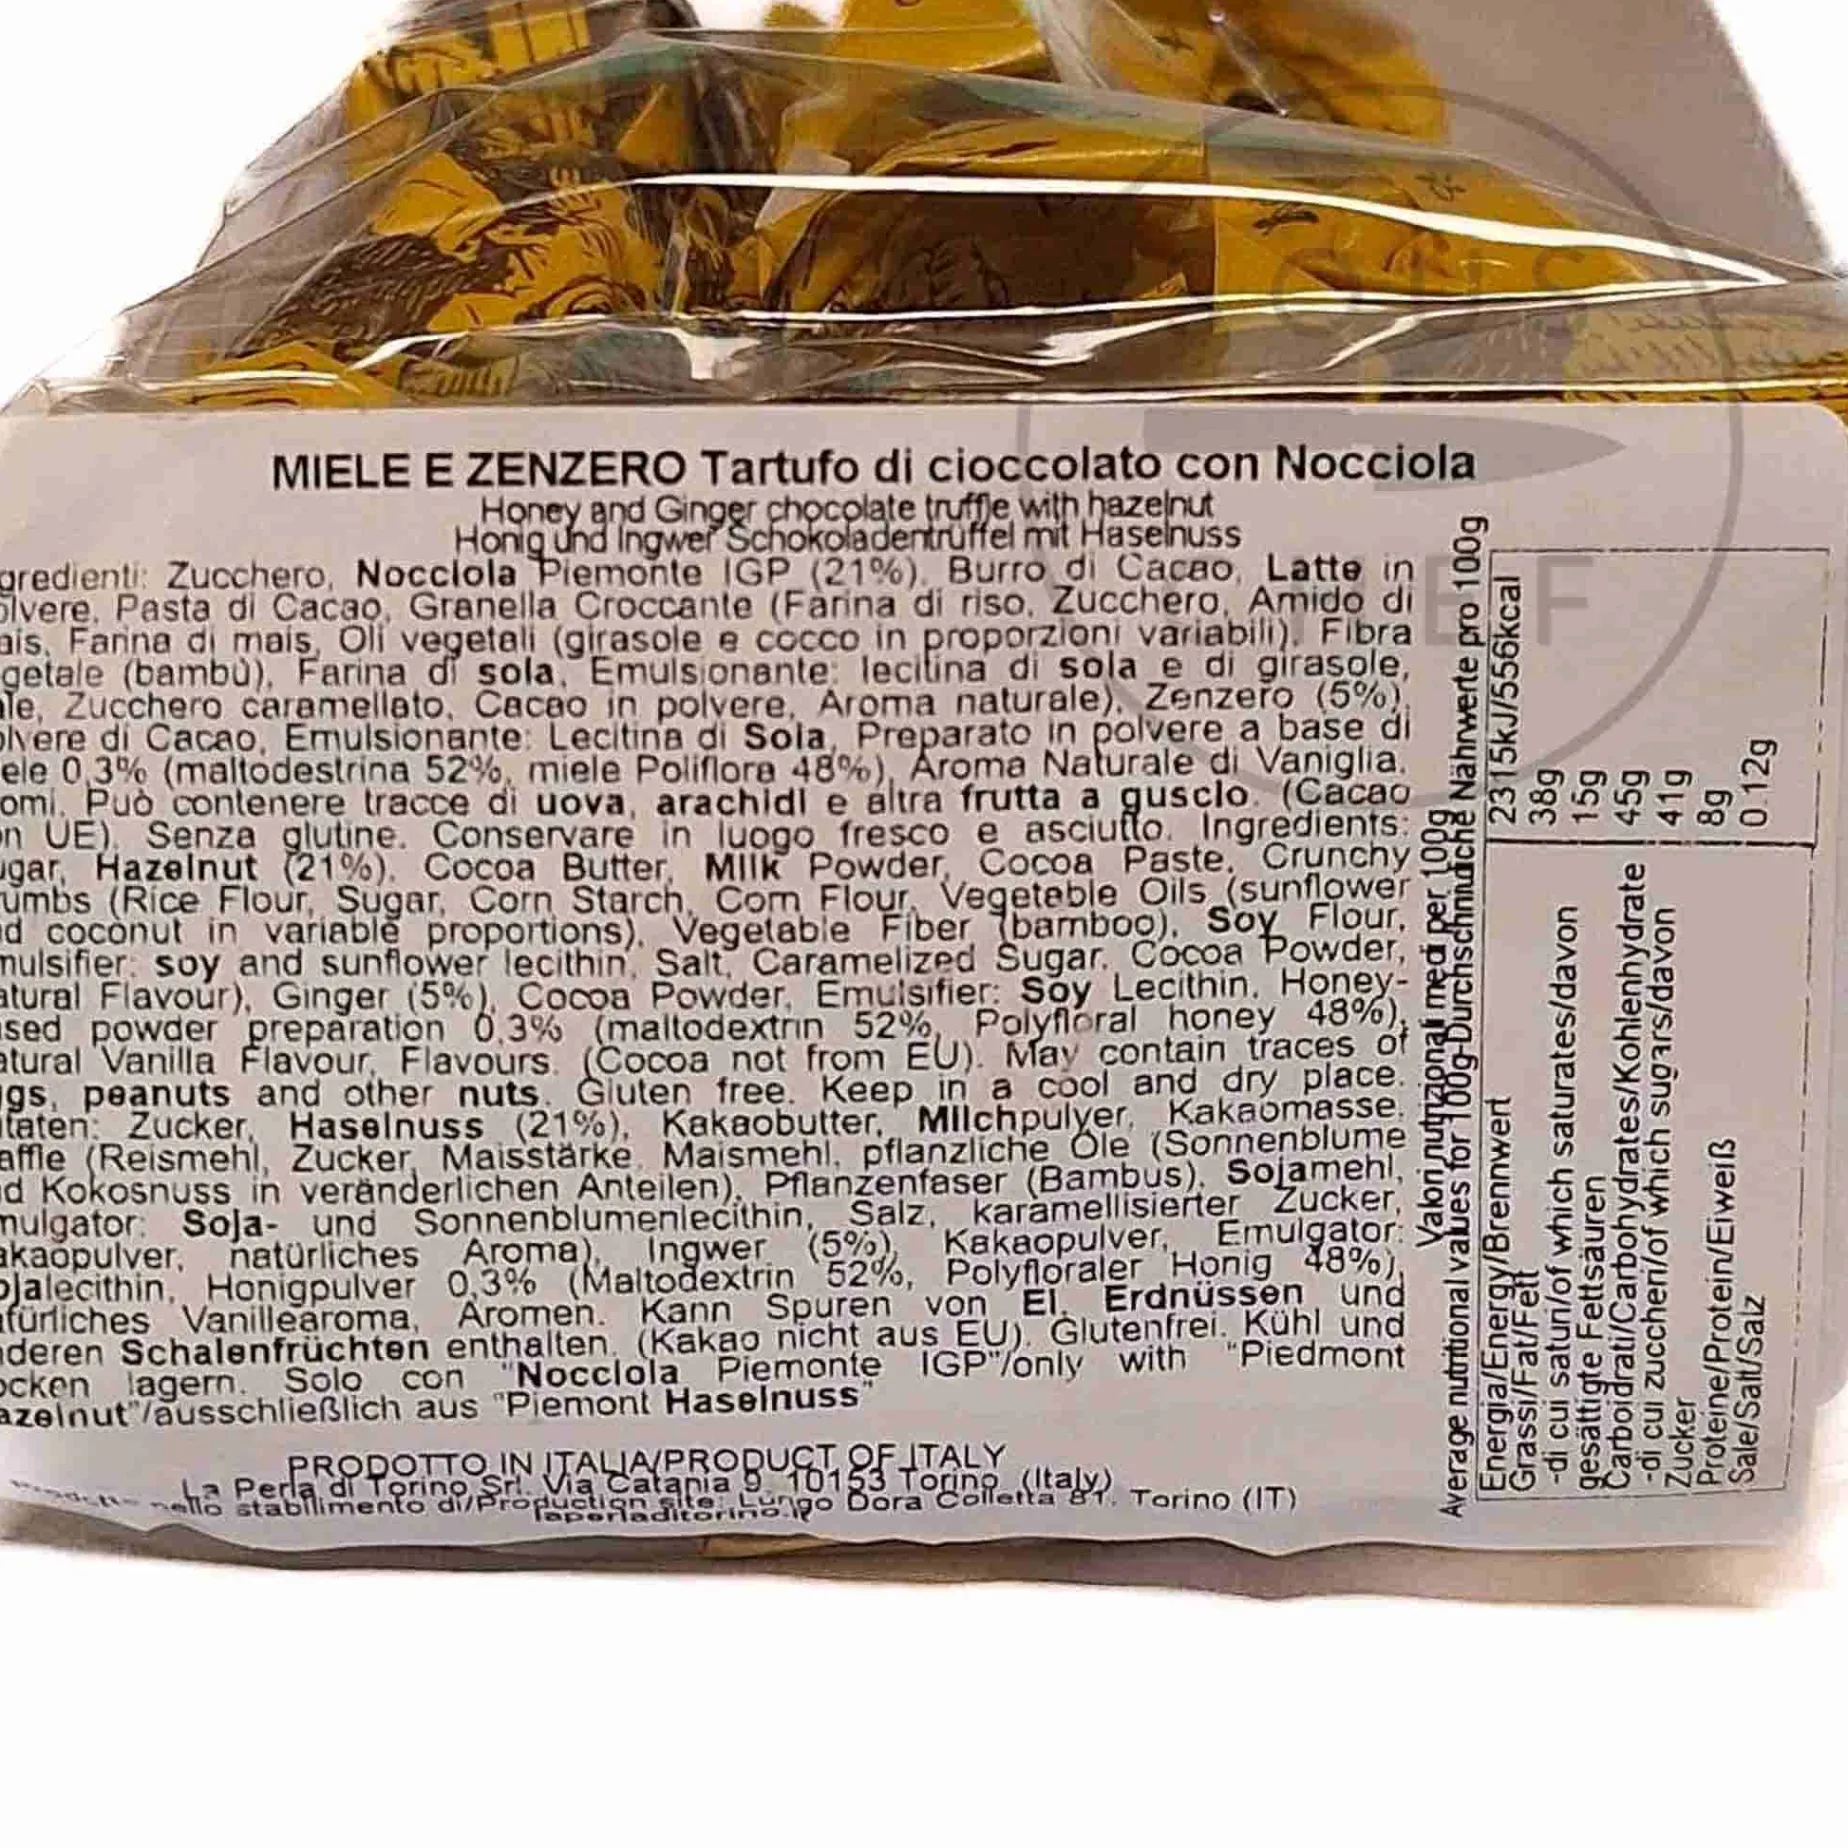 MIELE E ZENZERO Tartufo di cioccolato con Nocciola
Honey and Ginger chocolate truffle with hazelnut
Honig und Ingwer Schokoladentrüffel mit Haselnuss
gredienti: Zucchero, Nocciola Piemonte IGP (21%), Burro di Cacao, Latte in
olvere, Pasta di Cacao, Granella Croccante (Farina di riso, Zucchero, Amido di
ais, Farina di mais, Oli vegetali (girasole e cocco in proporzioni variabili), Fibra
getale (bambù), Farina di soia, Emulsionante: lecitina di soia e di girasole,
ale, Zucchero caramellato, Cacao in polvere, Aroma naturale), Zenzero (5%),
olvere di Cacao, Emulsionante: Lecitina di Soia, Preparato in polvere a base di
ele 0,3% (maltodestrina 52%, miele Poliflora 48%), Aroma Naturale di Vaniglia,
omi. Può contenere tracce di uova, arachidi e altra frutta a guscio. (Cacao
on UE). Senza glutine. Conservare in luogo fresco e asciutto. Ingredients:
ugar, Hazelnut (21%), Cocoa Butter, Milk Powder, Cocoa Paste, Crunchy
umbs (Rice Flour, Sugar, Corn Starch, Corn Flour, Vegetable Oils (sunflower
d coconut in variable proportions), Vegetable Fiber (bamboo), Soy Flour,
mulsifier: soy and sunflower lecithin, Salt, Caramelized Sugar, Cocoa Powder,
atural Flavour), Ginger (5%), Cocoa Powder, Emulsifier: Soy Lecithin, Honey-
sed powder preparation 0,3% (maltodextrin 52%, Polyfloral honey 48%),
atural Vanilla Flavour, Flavours. (Cocoa not from EU). May contain traces of
gs, peanuts and other nuts. Gluten free. Keep in a cool and dry place.
taten: Zucker, Haselnuss (21%), Kakaobutter, Milchpulver, Kakaomasse,
affle (Reismehl, Zucker, Maisstärke, Maismehl, pflanzliche Öle (Sonnenblume
d Kokosnuss in veränderlichen Anteilen), Pflanzenfaser (Bambus), Sojamehl,
mulgator: Soja- und Sonnenblumenlecithin, Salz, karamellisierter Zucker,
akaopulver, natürliches Aroma), Ingwer (5%), Kakaopulver, Emulgator:
ojalecithin, Honigpulver 0,3% (Maltodextrin 52%, Polyfloraler Honig 48%),
atürliches Vanillearoma, Aromen. Kann Spuren von Ei, Erdnüssen und
nderen Schalenfrüchten enthalten. (Kakao nicht aus EU). Glutenfrei. Kühl und
ocken lagern. Solo con "Nocciola Piemonte IGP"/only with "Piedmont
azelnut"/ausschließlich aus "Piemont Haselnuss"
PRODOTTO IN ITALIA/PRODUCT OF ITALY
La Perla di Torino Srl. Via Catania 9. 10153 Torino (Italy)
nello stabilimento di/Production site: Lungo Dora Colletta 81. Torino (IT)
laperladitorino.it
Valori nutrizionali medi per 100g
Average nutritional values for 100g-Durchschnittliche Nährwerte pro 100g
Energia/Energy/Brennwert 2315kJ/556kcal
Grassi/Fat/Fett 38g
-di cui saturi/of which saturates/davon 15g
gesättigte Fettsäuren
Carboidrati/Carbohydrates/Kohlenhydrate 45g
-di cui zuccheri/of which sugars/davon 41g
Zucker
Proteine/Protein/Eiweiß 8g
Sale/Salt/Salz 0.12g